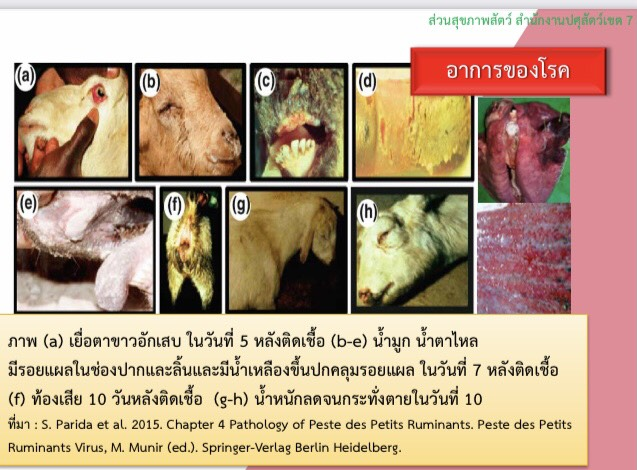 ส่วนสุขภาพสัตว์ สำนักงานปศุสัตว์เขต 7
อาการของโรค
(a)
(b)
(c)
(d)
(e)
(f)
(g)
(h)
ภาพ (a) เยื่อตาขาวอักเสบ ในวันที่ 5 หลังติดเชื้อ (b-e) น้ำมูก น้ำตาไหล
มีรอยแผลในช่องปากและลิ้นและมีน้ำเหลืองขึ้นปกคลุมรอยแผล ในวันที่ 7 หลังติดเชื้อ
(f) ท้องเสีย 10 วันหลังติดเชื้อ (g-h) น้ำหนักลดจนกระทั่งตายในวันที่ 10
ที่มา : S. Parida et al. 2015. Chapter 4 Pathology of Peste des Petits Ruminants. Peste des Petits
Ruminants Virus, M. Munir (ed.). Springer-Verlag Berlin Heidelberg.